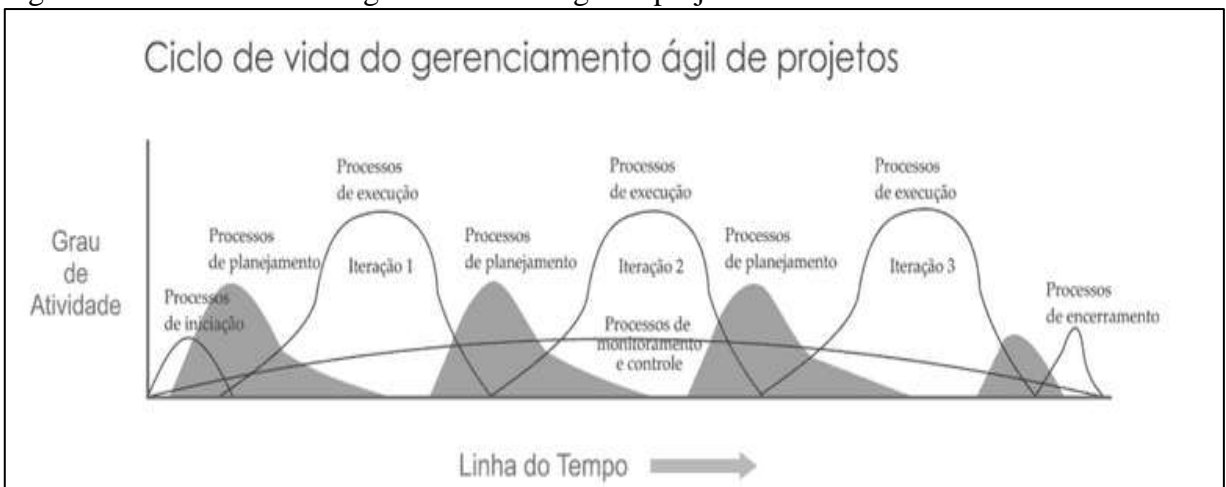 Ciclo de vida do gerenciamento ágil de projetos
Grau
de
Atividade
Processos
de iniciação
Processos
de planejamento
Processos
de execução
Iteração 1
Processos
de planejamento
Processos
de execução
Iteração 2
Processos de
monitoramento
e controle
Processos
de planejamento
Processos
de execução
Iteração 3
Processos
de encerramento
Linha do Tempo